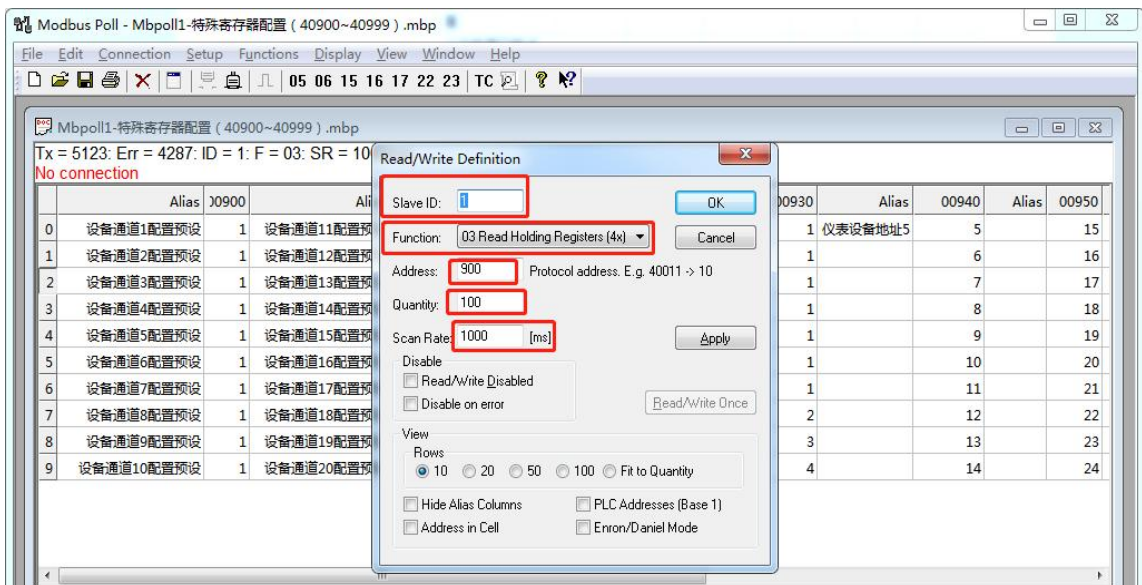 Modbus Poll - Mbpoll1-特殊寄存器配置（40900~40999）.mbp
File Edit Connection Setup Functions Display View Window Help
05 06 15 16 17 22 23 TC
Mbpoll1-特殊寄存器配置（40900~40999）.mbp
Tx = 5123: Err = 4287: ID = 1: F = 03: SR = 100
No connection
Alias 00900 Ali 00930 Alias 00940 Alias 00950
0 设备通道1配置预设 1 设备通道11配置预 1 仪表设备地址5 5 15
1 设备通道2配置预设 1 设备通道12配置预 1 6 16
2 设备通道3配置预设 1 设备通道13配置预 1 7 17
3 设备通道4配置预设 1 设备通道14配置预 1 8 18
4 设备通道5配置预设 1 设备通道15配置预 1 9 19
5 设备通道6配置预设 1 设备通道16配置预 1 10 20
6 设备通道7配置预设 1 设备通道17配置预 1 11 21
7 设备通道8配置预设 1 设备通道18配置预 2 12 22
8 设备通道9配置预设 1 设备通道19配置预 3 13 23
9 设备通道10配置预设 1 设备通道20配置预 4 14 24
Read/Write Definition
Slave ID: 1 OK
Function: 03 Read Holding Registers (4x) Cancel
Address: 900 Protocol address. E.g. 40011 -> 10
Quantity: 100
Scan Rate: 1000 [ms] Apply
Disable
Read/Write Disabled
Disable on error Read/Write Once
View
Rows
10 20 50 100 Fit to Quantity
Hide Alias Columns PLC Addresses (Base 1)
Address in Cell Enron/Daniel Mode